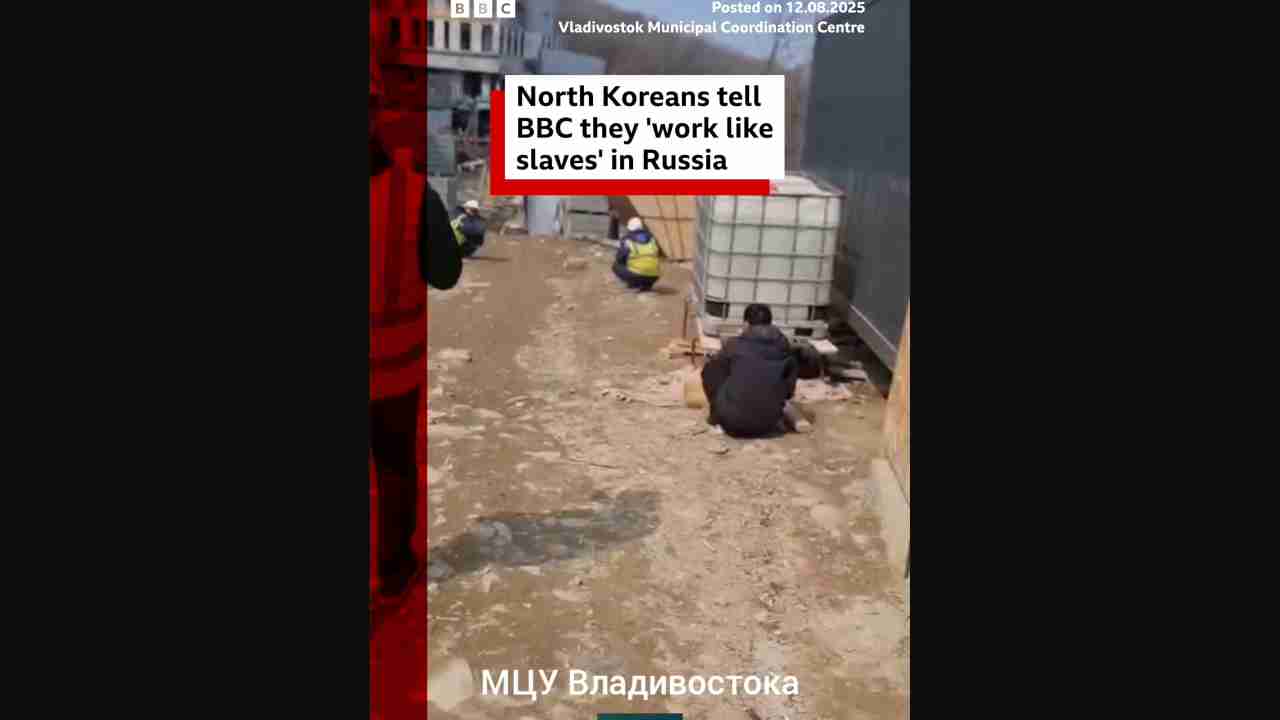 BBC
Posted on 12.08.2025
Vladivostok Municipal Coordination Centre
North Koreans tell
BBC they 'work like
slaves' in Russia
МЦУ Владивостока